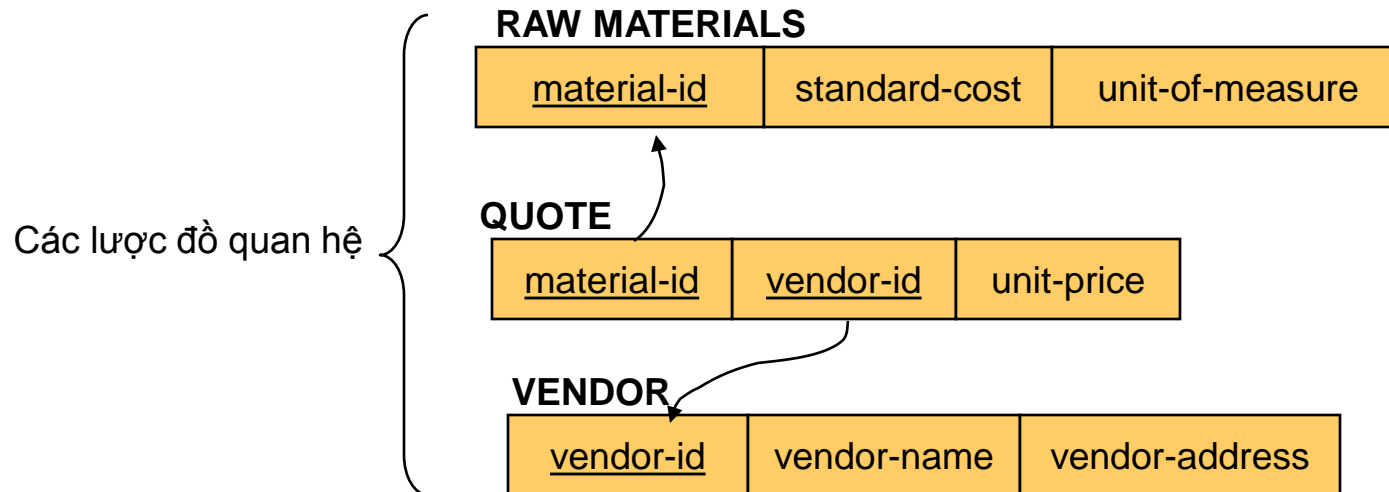 RAW MATERIALS
material-id standard-cost unit-of-measure
Các lược đồ quan hệ
QUOTE
material-id vendor-id unit-price
VENDOR
vendor-id vendor-name vendor-address